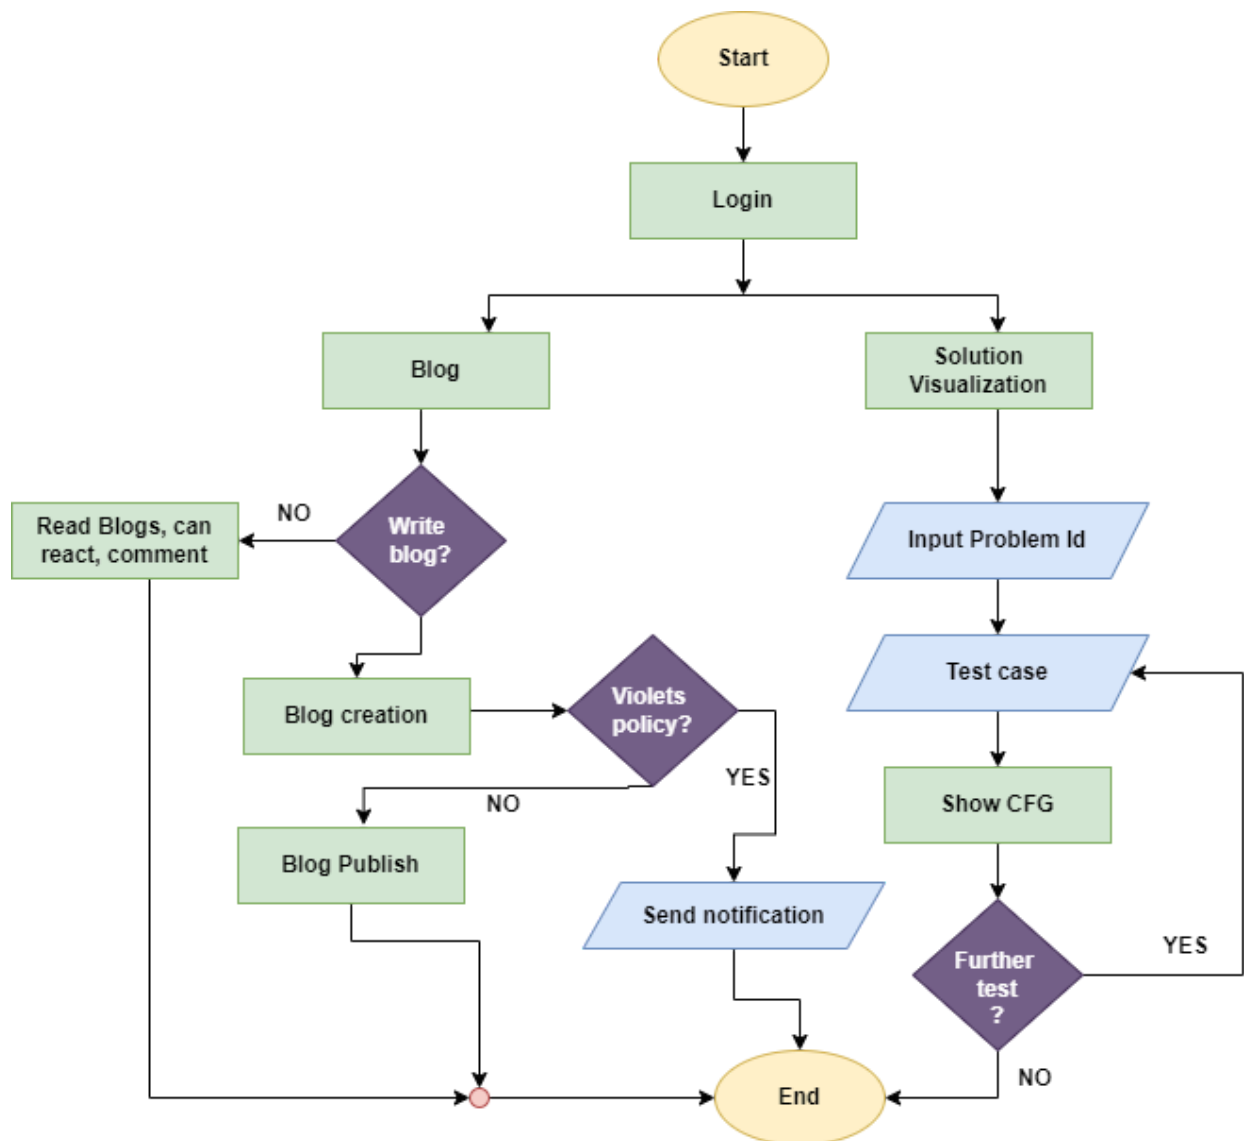 Start
Login
Blog
Solution
Visualization
Write
blog?
NO
Read Blogs, can
react, comment
Input Problem Id
Blog creation
Violets
policy?
Test case
YES
NO
Show CFG
Blog Publish
Send notification
Further
test
?
YES
NO
End